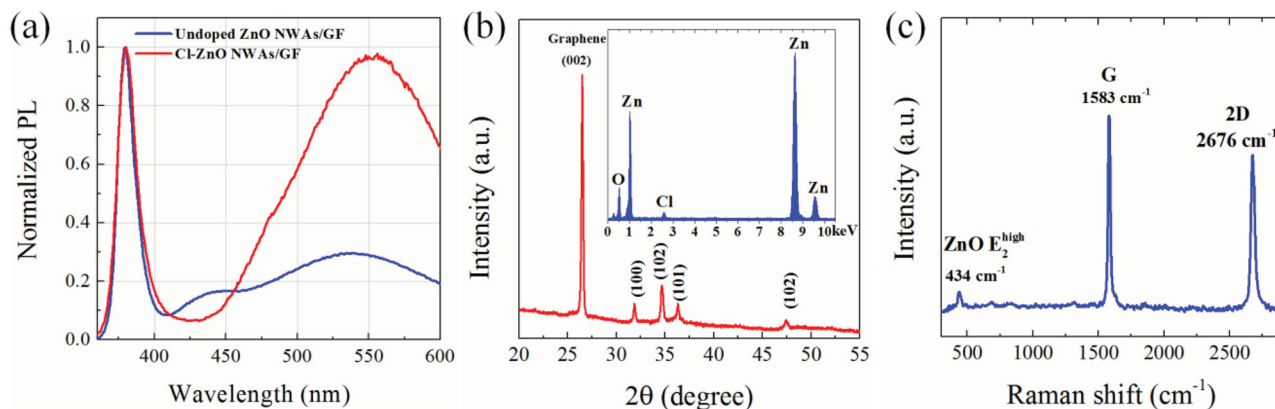 (a)
Undoped ZnO NWAs/GF
Cl-ZnO NWAs/GF
1.0
0.8
0.6
0.4
0.2
0.0
Normalized PL
400
450
500
550
600
Wavelength (nm)
(b)
Graphene
(002)
Zn
Zn
O
Cl
Zn
0 1 2 3 4 5 6 7 8 9 10keV
(100)
(102)
(101)
(102)
Intensity (a.u.)
20 25 30 35 40 45 50 55
2θ (degree)
(c)
G
1583 cm⁻¹
2D
2676 cm⁻¹
ZnO E₂ʰⁱᵍʰ
434 cm⁻¹
Intensity (a.u.)
500 1000 1500 2000 2500
Raman shift (cm⁻¹)